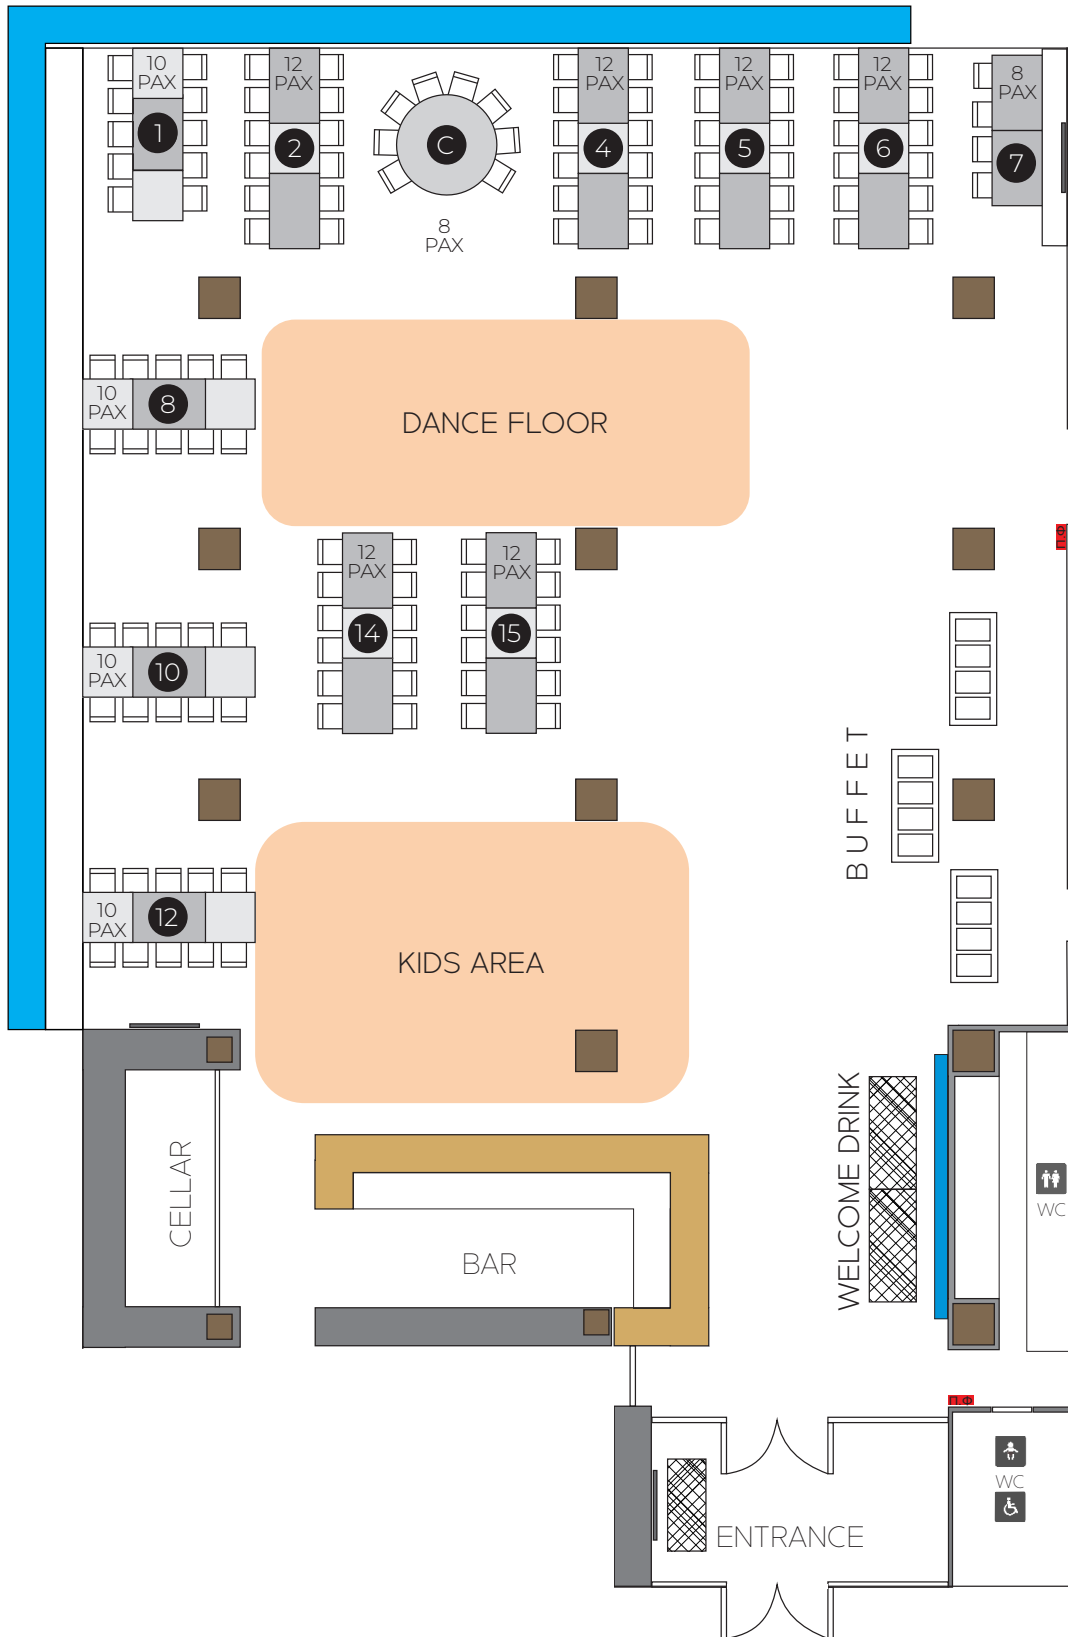 10
PAX
1
12
PAX
2
C
8
PAX
12
PAX
4
12
PAX
5
12
PAX
6
8
PAX
7
10
PAX
8
DANCE FLOOR
12
PAX
14
12
PAX
15
П.Ф
10
PAX
10
BUFFET
10
PAX
12
KIDS AREA
CELLAR
BAR
WELCOME DRINK
WC
П.Ф
WC
ENTRANCE